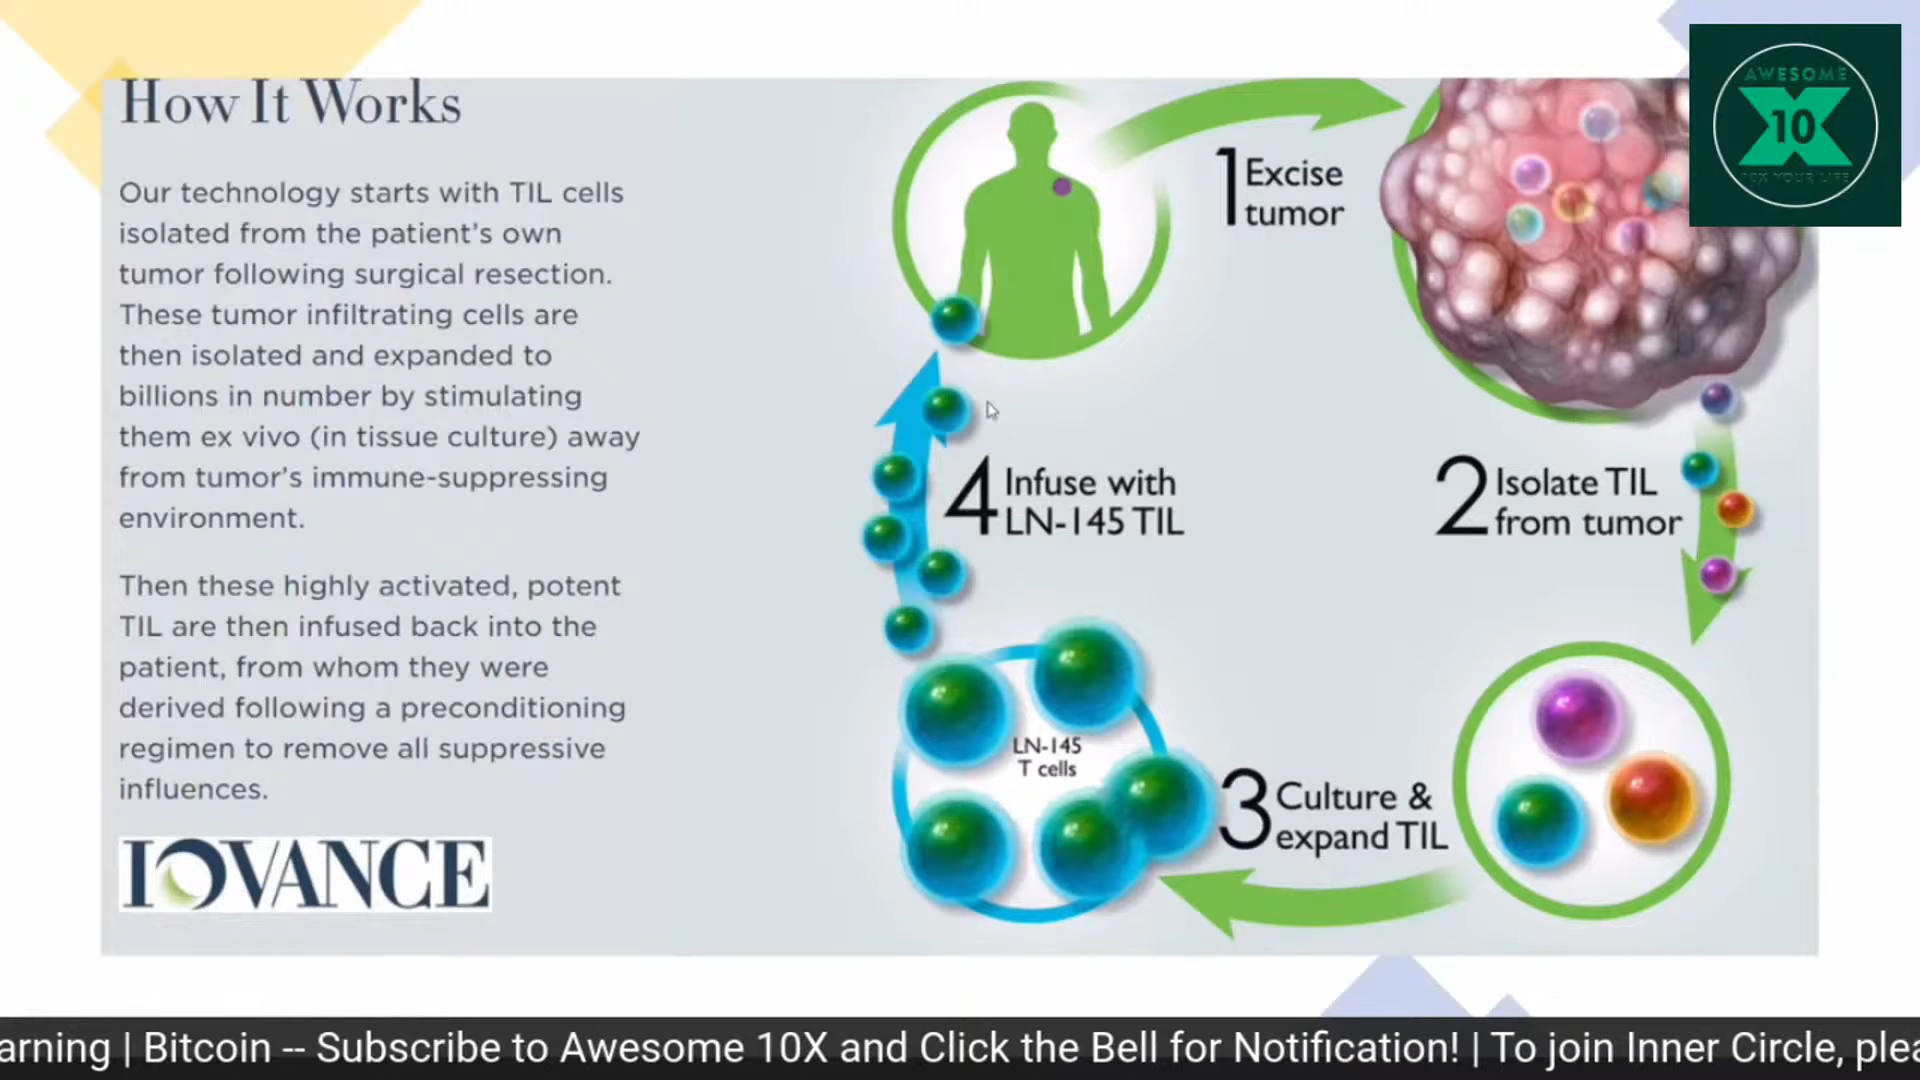 How It Works
Our technology starts with TIL cells
isolated from the patient's own
tumor following surgical resection.
These tumor infiltrating cells are
then isolated and expanded to
billions in number by stimulating
them ex vivo (in tissue culture) away
from tumor's immune-suppressing
environment.
Then these highly activated, potent
TIL are then infused back into the
patient, from whom they were
derived following a preconditioning
regimen to remove all suppressive
influences.
IOVANCE
1 Excise
tumor
2 Isolate TIL
from tumor
3 Culture &
expand TIL
4 Infuse with
LN-145 TIL
LN-145
T cells
AWESOME
10
10X YOUR LIFE
arning | Bitcoin -- Subscribe to Awesome 10X and Click the Bell for Notification! | To join Inner Circle, plea